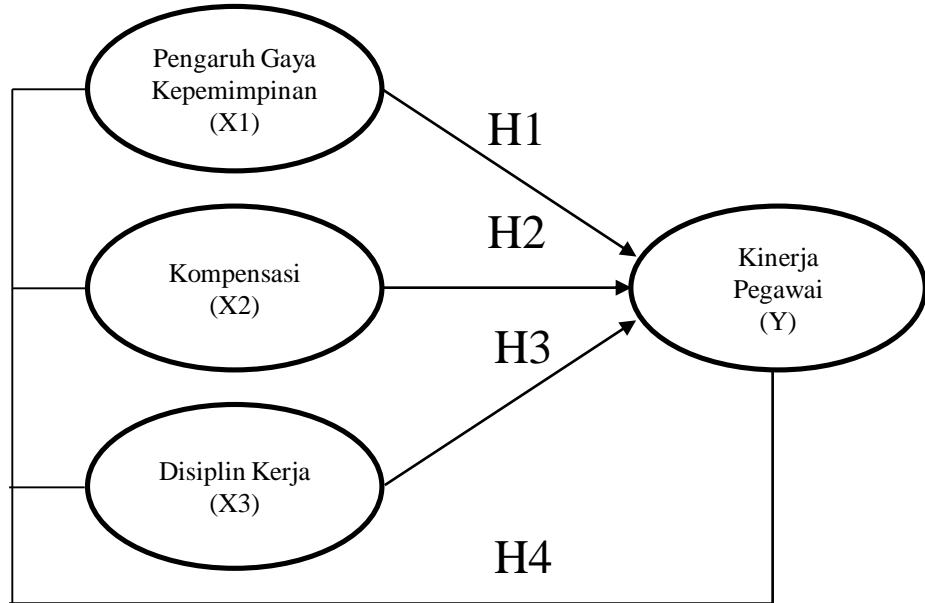 Pengaruh Gaya
Kepemimpinan
(X1)
H1
H2
Kompensasi
(X2)
Kinerja
Pegawai
(Y)
H3
Disiplin Kerja
(X3)
H4